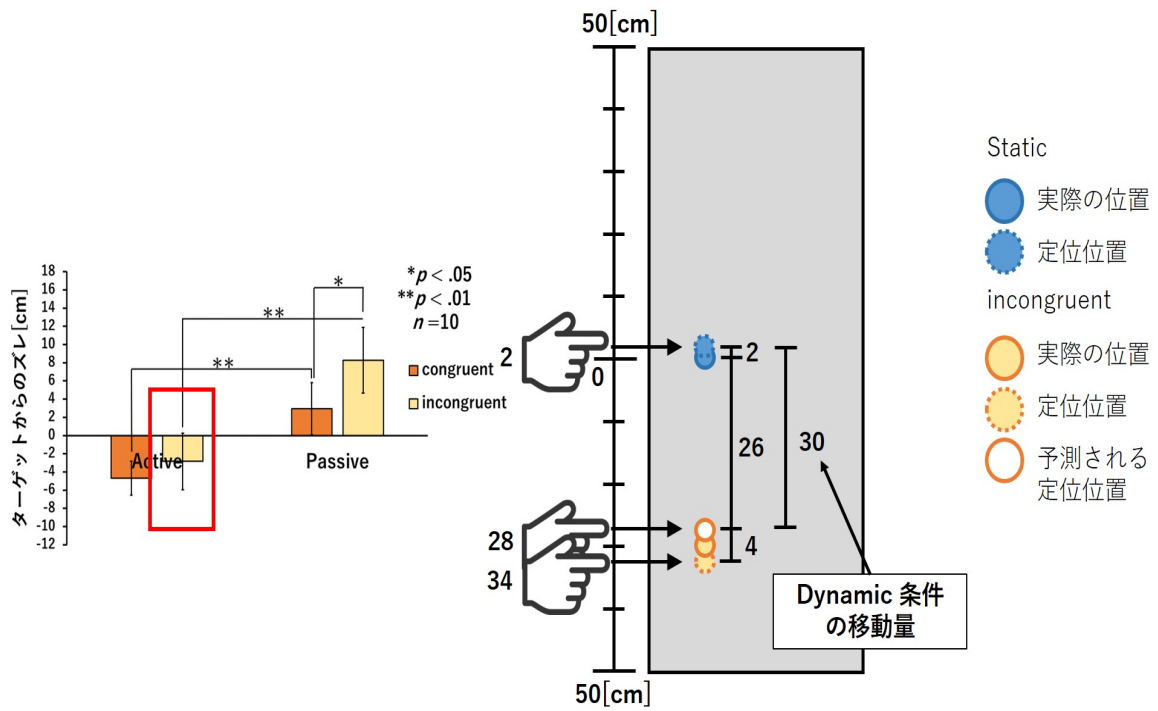 50[cm]
Static
実際の位置
定位位置
incongruent
実際の位置
定位位置
予測される
定位位置
ターゲットからのズレ[cm]
18
16
14
12
10
8
6
4
2
0
-2
-4
-6
-8
-10
-12
**
**
*
*p < .05
**p < .01
n =10
congruent
incongruent
Active
Passive
2
0
2
26
30
28
34
4
Dynamic 条件
の移動量
50[cm]